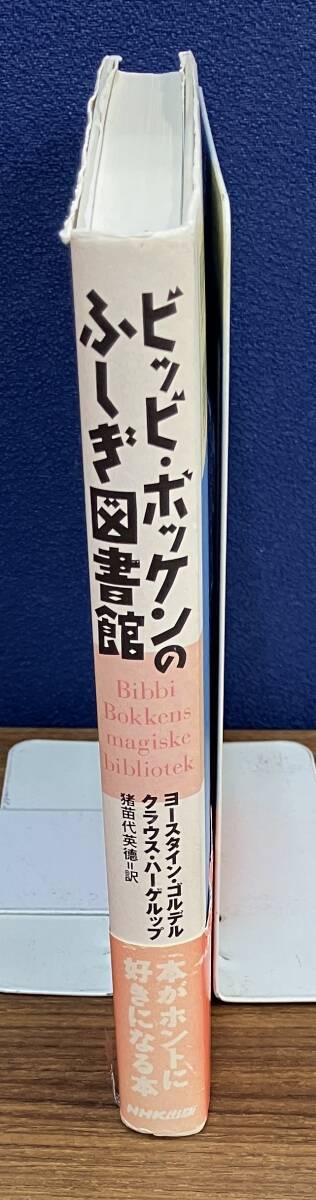 ビッビ・ボッケンの
ふしぎ図書館
Bibbi
Bokkens
magiske
bibliotek
ヨースタイン・ゴルデル
クラウス・ハーゲルップ
猪苗代英徳=訳
本がホントに
好きになる本
NHK出版